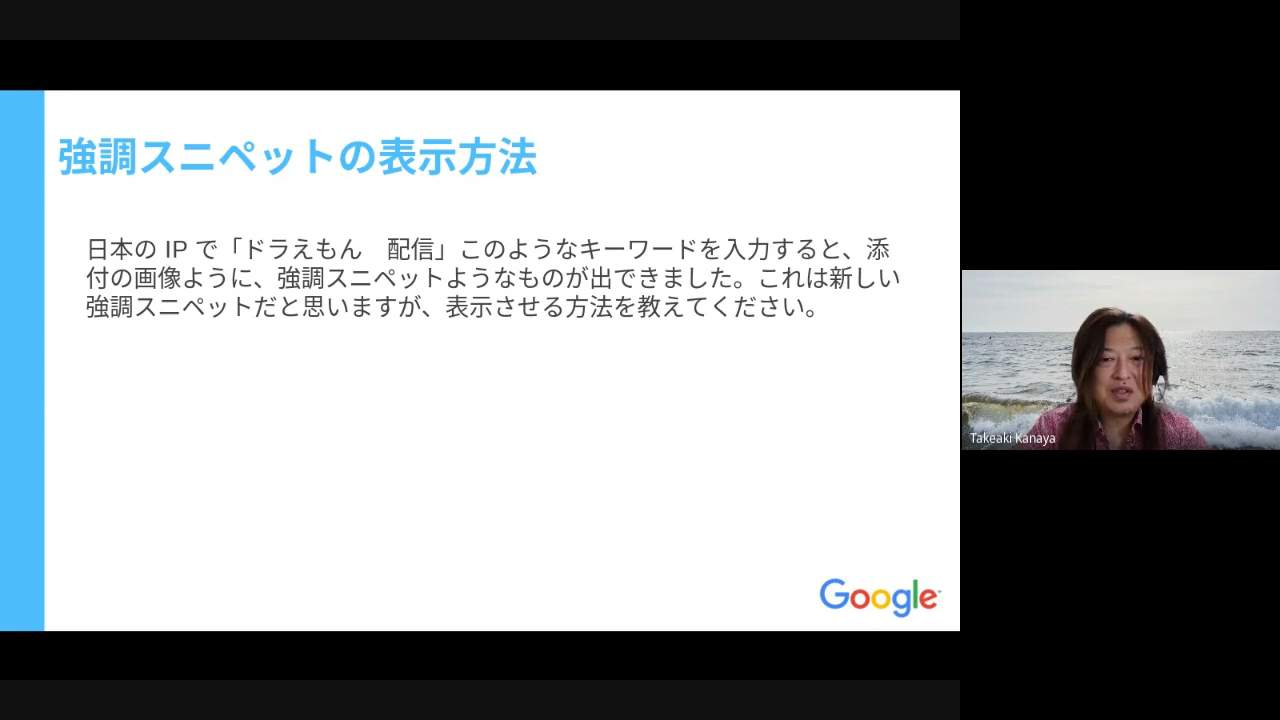 強調スニペットの表示方法
日本の IP で「ドラえもん　配信」このようなキーワードを入力すると、添
付の画像ように、強調スニペットようなものが出できました。これは新しい
強調スニペットだと思いますが、表示させる方法を教えてください。
Google
Takeaki Kanaya